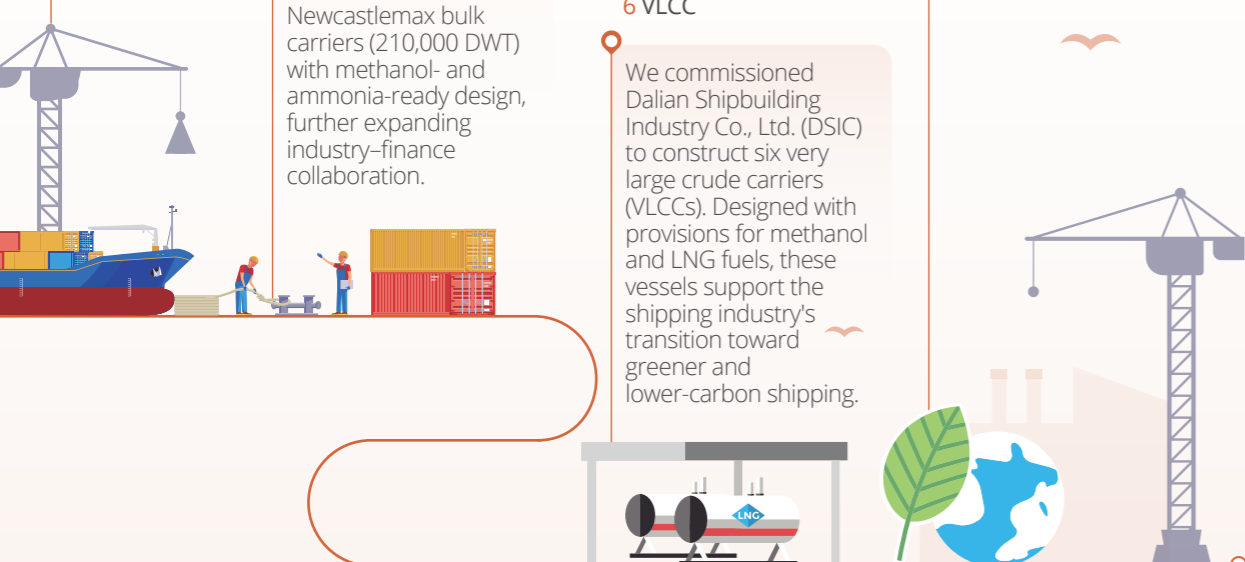 Newcastlemax bulk
carriers (210,000 DWT)
with methanol- and
ammonia-ready design,
further expanding
industry–finance
collaboration.
6 VLCC
We commissioned
Dalian Shipbuilding
Industry Co., Ltd. (DSIC)
to construct six very
large crude carriers
(VLCCs). Designed with
provisions for methanol
and LNG fuels, these
vessels support the
shipping industry's
transition toward
greener and
lower-carbon shipping.
LNG